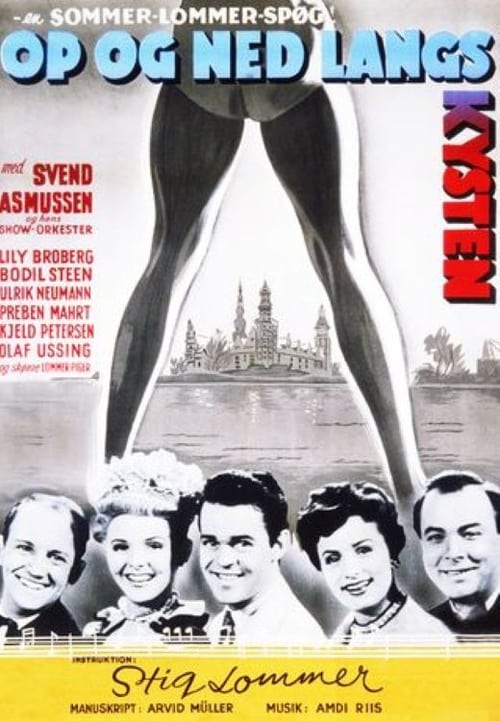 - en SOMMER-LOMMER-SPØG!
OP OG NED LANGS
KYSTEN
med SVEND
ASMUSSEN
og hans
SHOW-ORKESTER
LILY BROBERG
BODIL STEEN
ULRIK NEUMANN
PREBEN MAHRT
KJELD PETERSEN
OLAF USSING
og skønne LOMMER-PIGER
INSTRUKTION:
Stig Lommer
MANUSKRIPT: ARVID MÜLLER MUSIK: AMDI RIIS